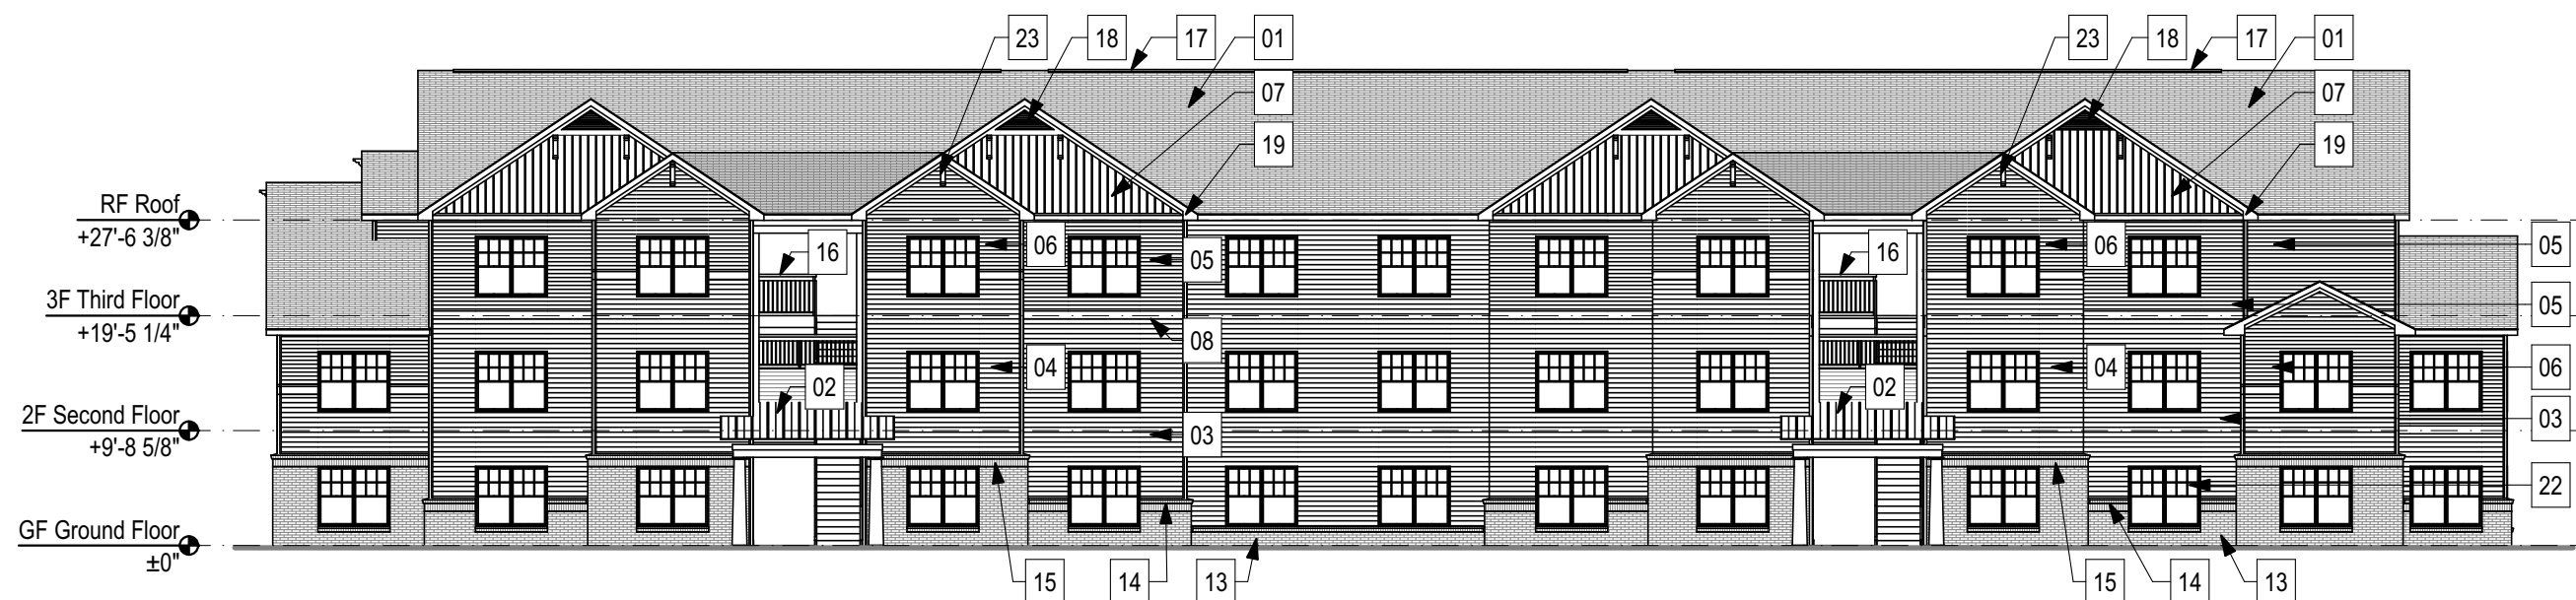 23 18 17 01 23 18 17 01
07 07
19 19
RF Roof
+27'-6 3/8"
06 06 05
16 05 16
3F Third Floor
+19'-5 1/4"
05
08
04 04 06
02 02
2F Second Floor
+9'-8 5/8"
03 03
22
GF Ground Floor
±0"
15 14 13 15 14 13